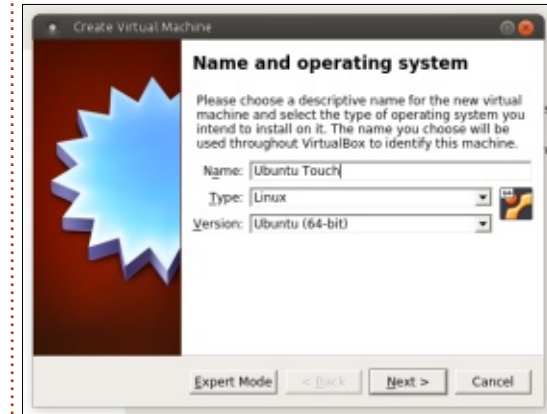 Create Virtual Machine
Name and operating system
Please choose a descriptive name for the new virtual
machine and select the type of operating system you
intend to install on it. The name you choose will be
used throughout VirtualBox to identify this machine.
Name: Ubuntu Touch
Type: Linux
64
Version: Ubuntu (64-bit)
Expert Mode < Back Next > Cancel